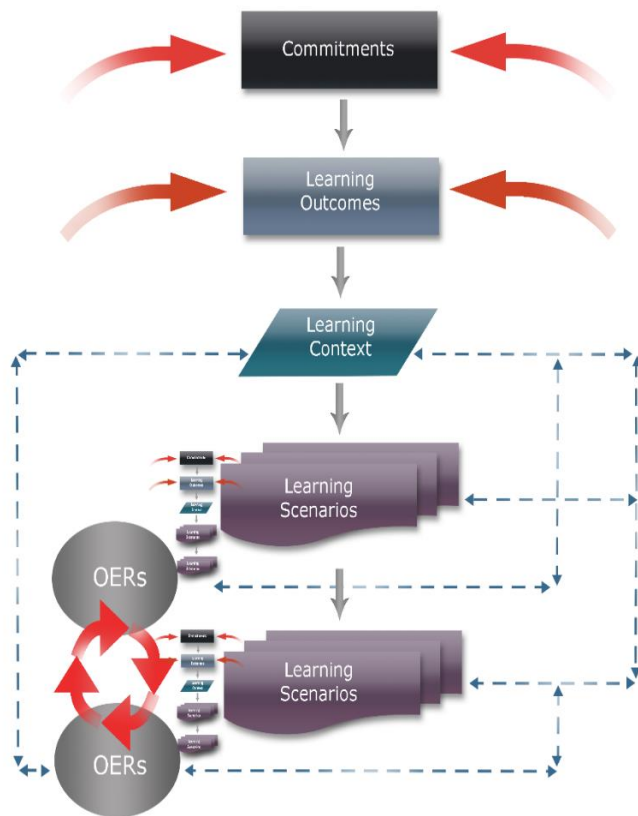 Commitments
Learning
Outcomes
Learning
Context
Learning
Scenarios
OERs
Learning
Scenarios
OERs